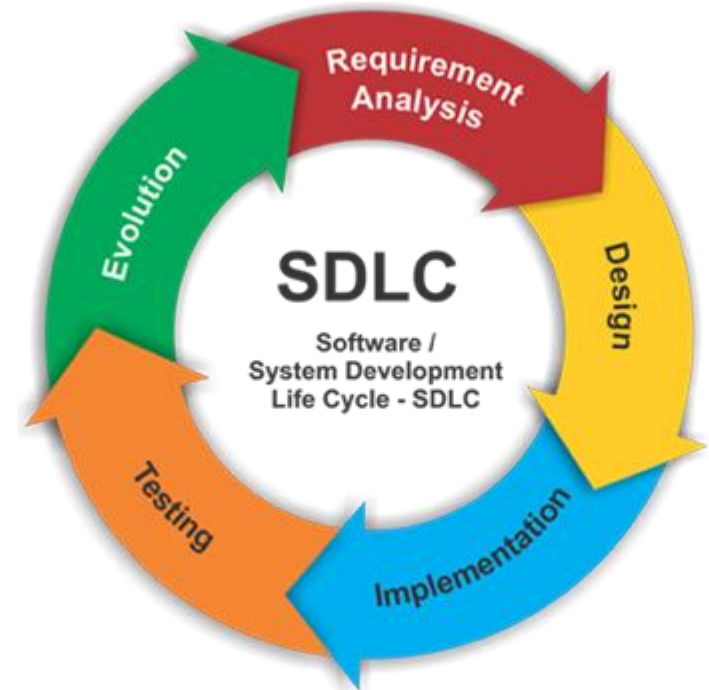 Requirement
Analysis
Design
Implementation
Testing
Evolution
SDLC
Software /
System Development
Life Cycle - SDLC